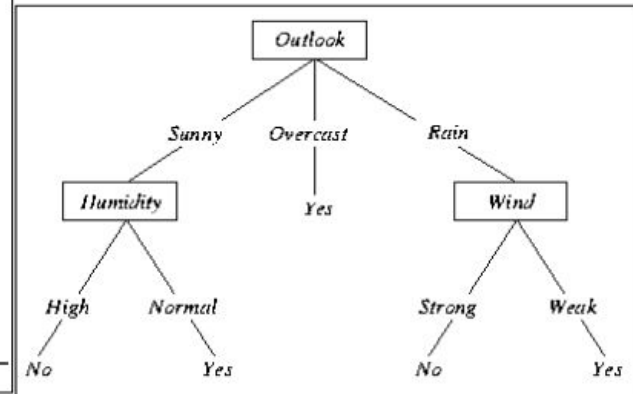 Outlook
Sunny Overcast Rain
Humidity Yes Wind
High Normal Strong Weak
No Yes No Yes